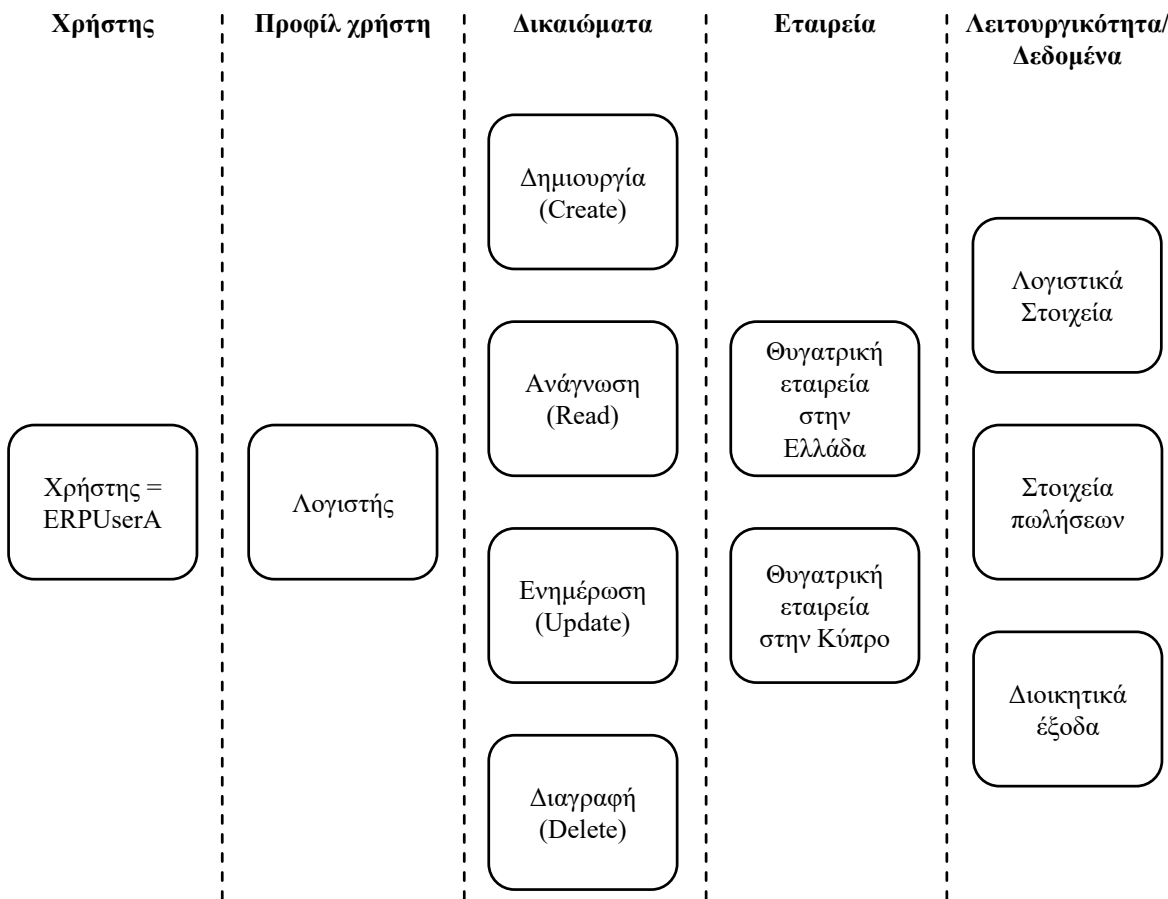 Χρήστης
Προφίλ χρήστη
Δικαιώματα
Εταιρεία
Λειτουργικότητα/
Δεδομένα
Χρήστης =
ERPUserA
Λογιστής
Δημιουργία
(Create)
Ανάγνωση
(Read)
Ενημέρωση
(Update)
Διαγραφή
(Delete)
Θυγατρική
εταιρεία
στην
Ελλάδα
Θυγατρική
εταιρεία
στην Κύπρο
Λογιστικά
Στοιχεία
Στοιχεία
πωλήσεων
Διοικητικά
έξοδα